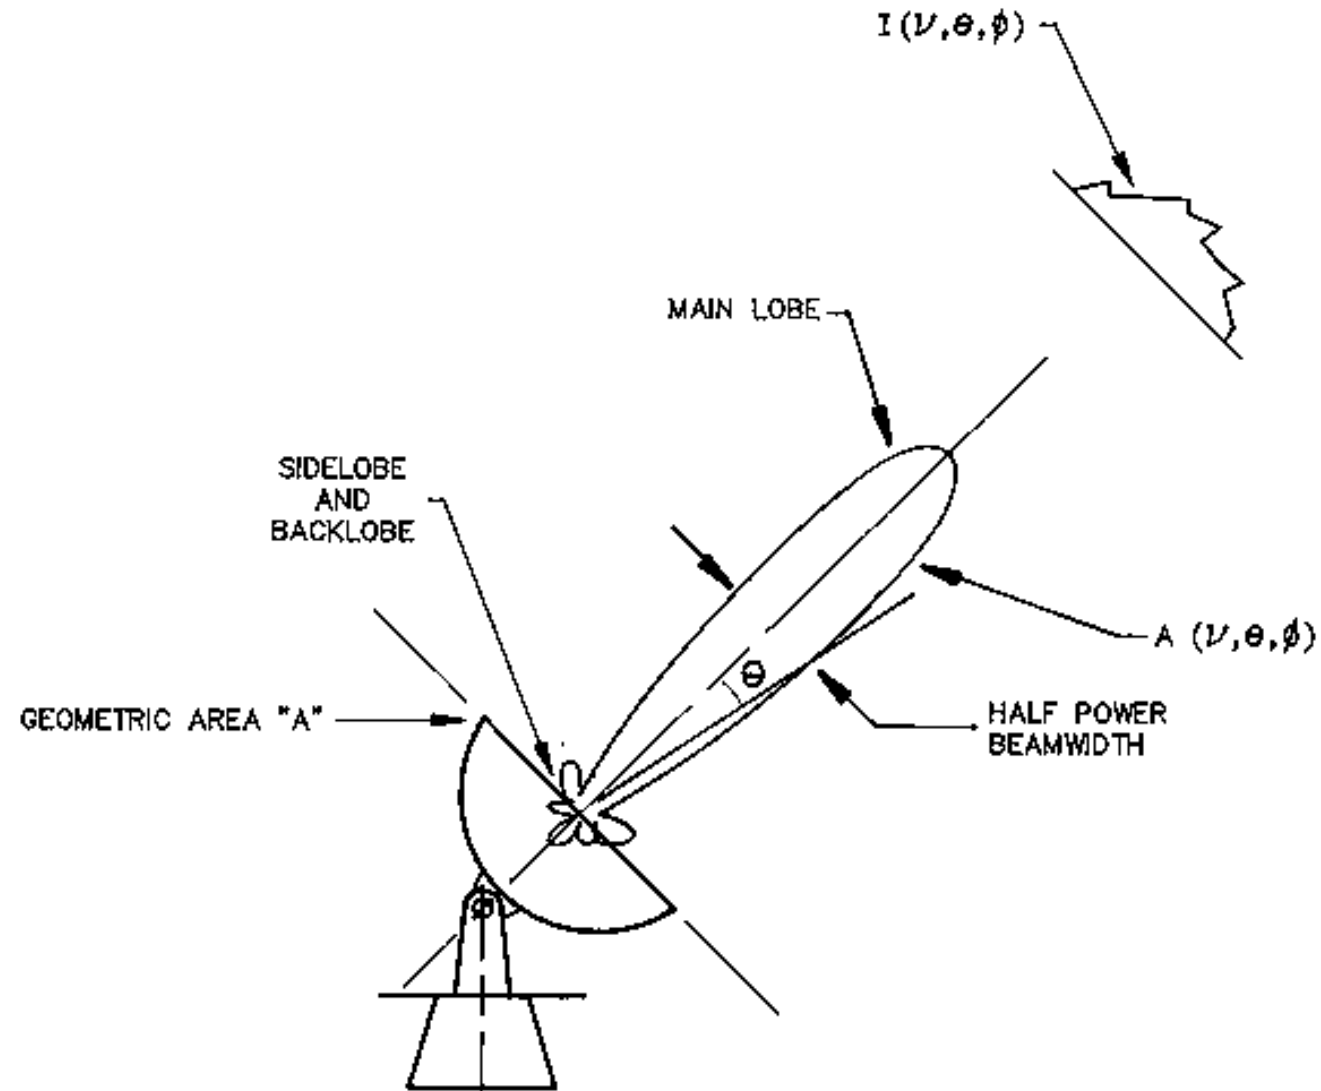 I(ν,θ,ϕ)
MAIN LOBE
SIDELOBE
AND
BACKLOBE
A (ν,θ,ϕ)
Θ
GEOMETRIC AREA "A"
HALF POWER
BEAMWIDTH